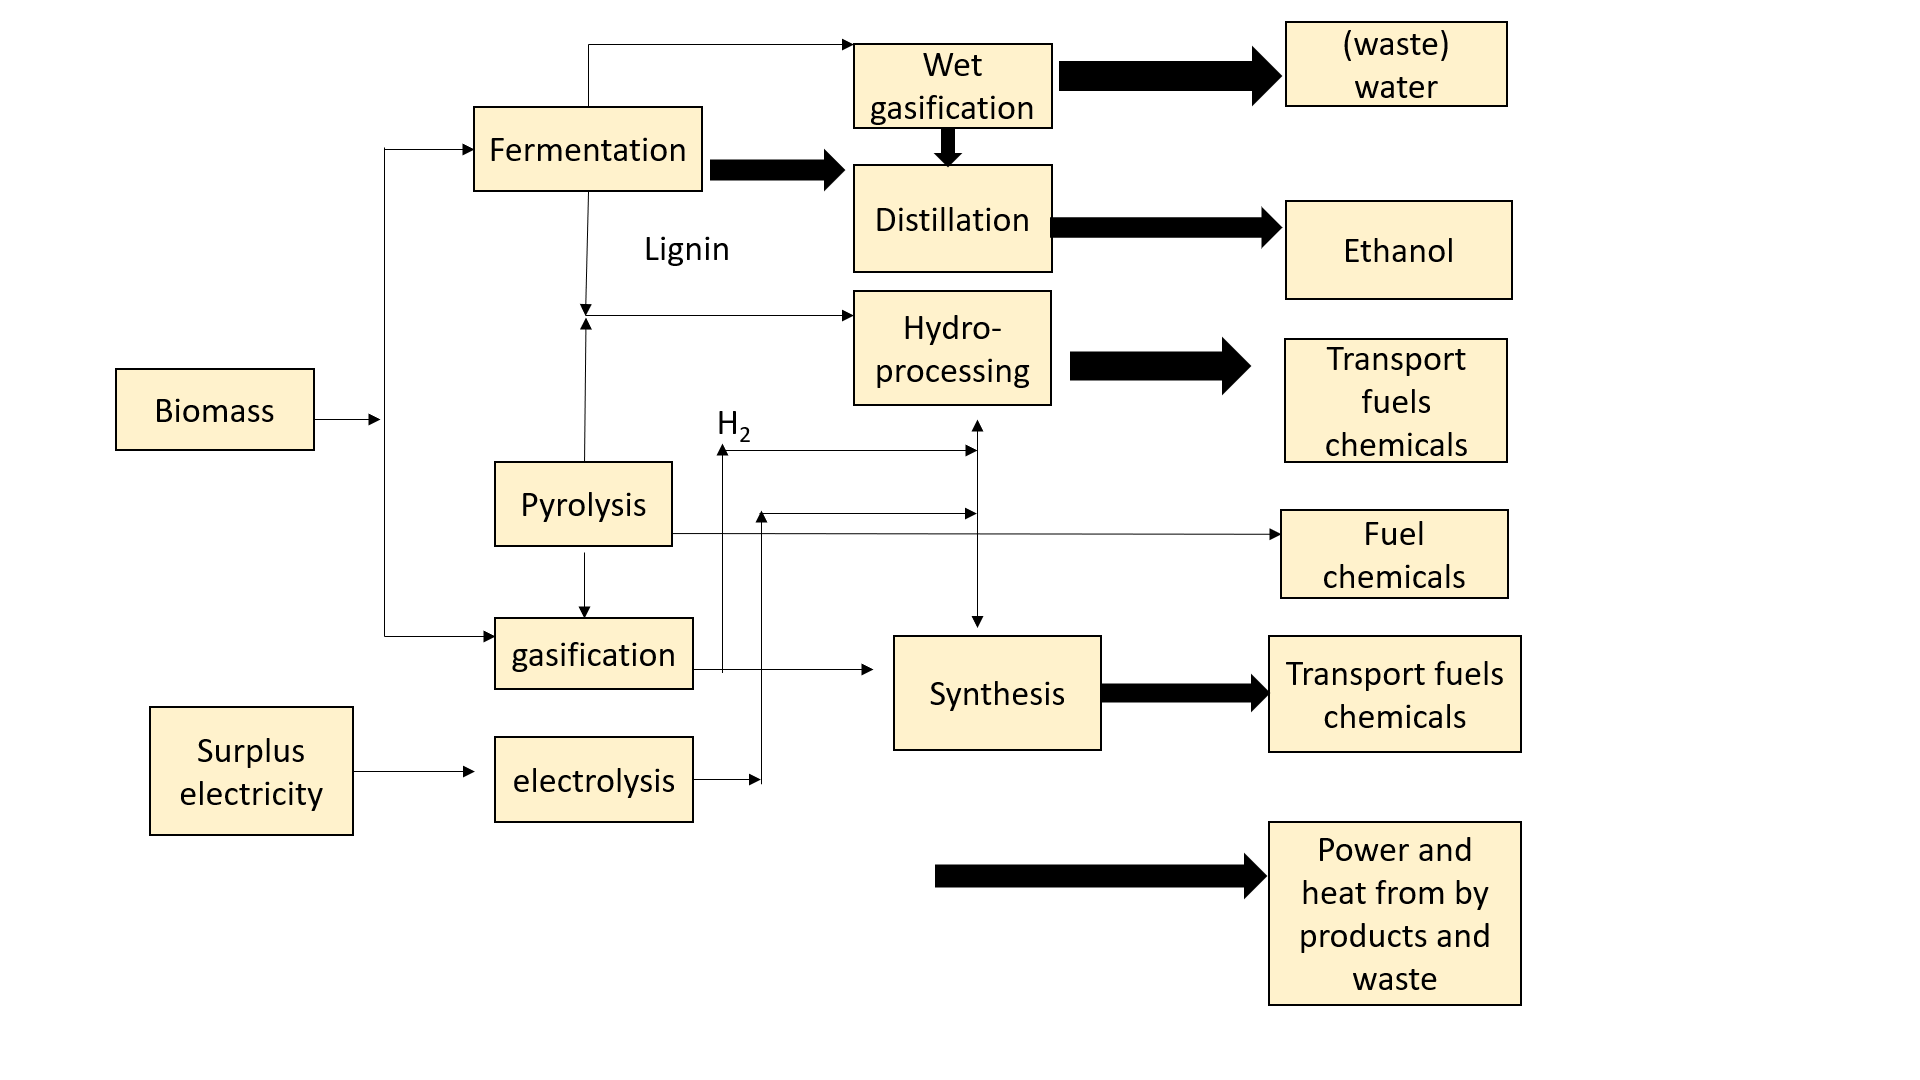 Wet
gasification
(waste)
water
Fermentation
Distillation
Ethanol
Lignin
Hydro-
processing
Transport
fuels
chemicals
Biomass
H₂
Pyrolysis
Fuel
chemicals
gasification
Synthesis
Transport fuels
chemicals
Surplus
electricity
electrolysis
Power and
heat from by
products and
waste